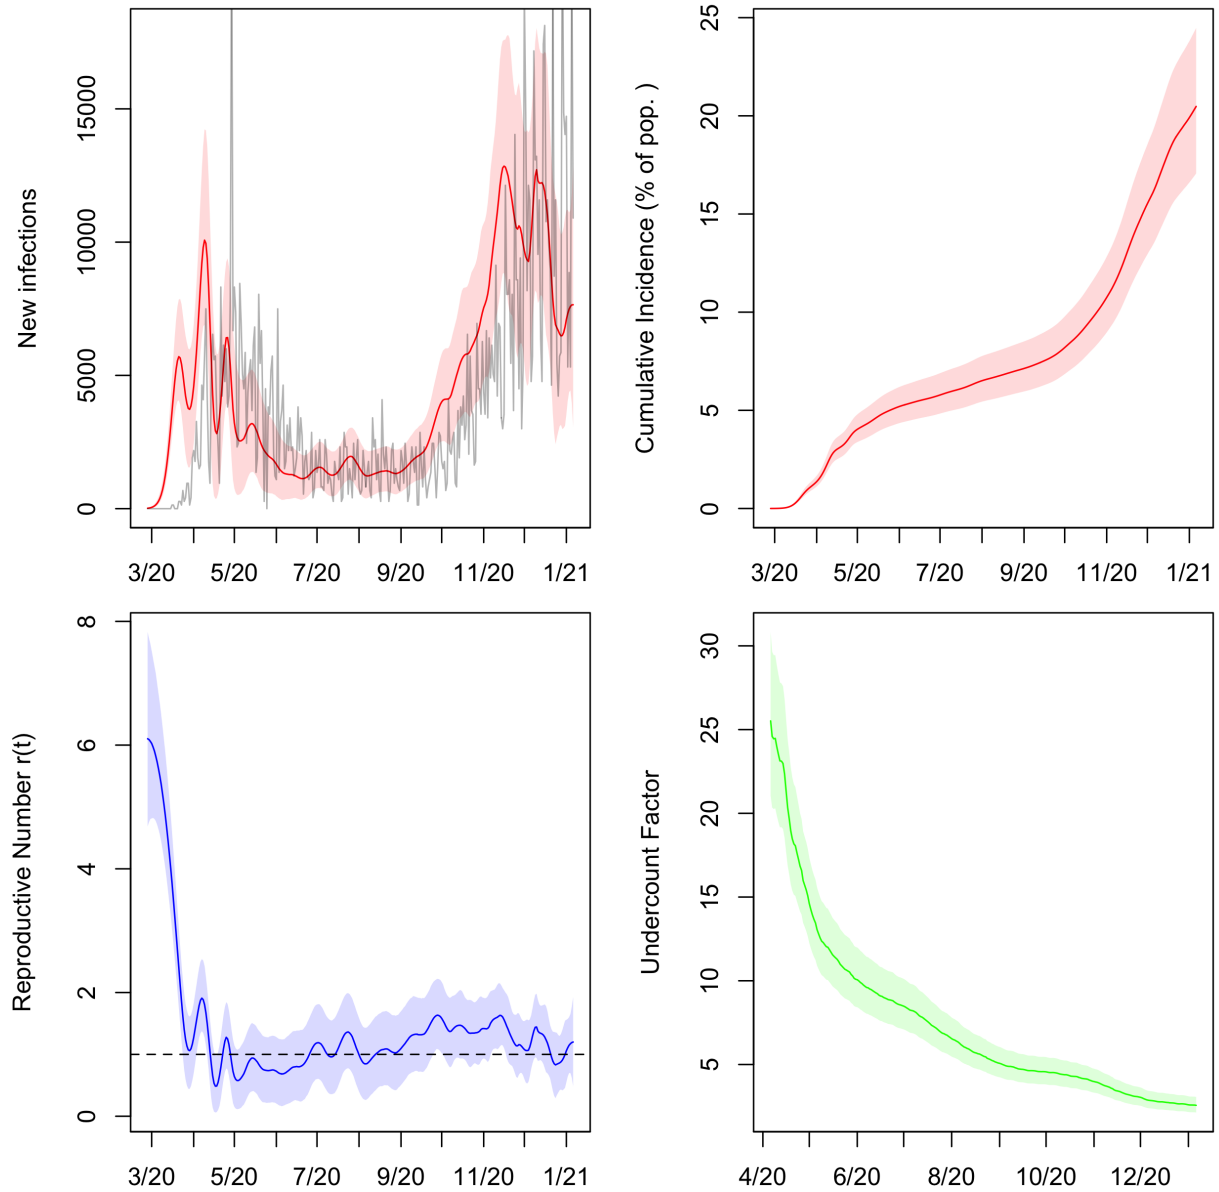 New infections
15000
10000
5000
0
3/20 5/20 7/20 9/20 11/20 1/21
Cumulative Incidence (% of pop. )
25
20
15
10
5
0
3/20 5/20 7/20 9/20 11/20 1/21
Reproductive Number r(t)
8
6
4
2
0
3/20 5/20 7/20 9/20 11/20 1/21
Undercount Factor
30
25
20
15
10
5
4/20 6/20 8/20 10/20 12/20